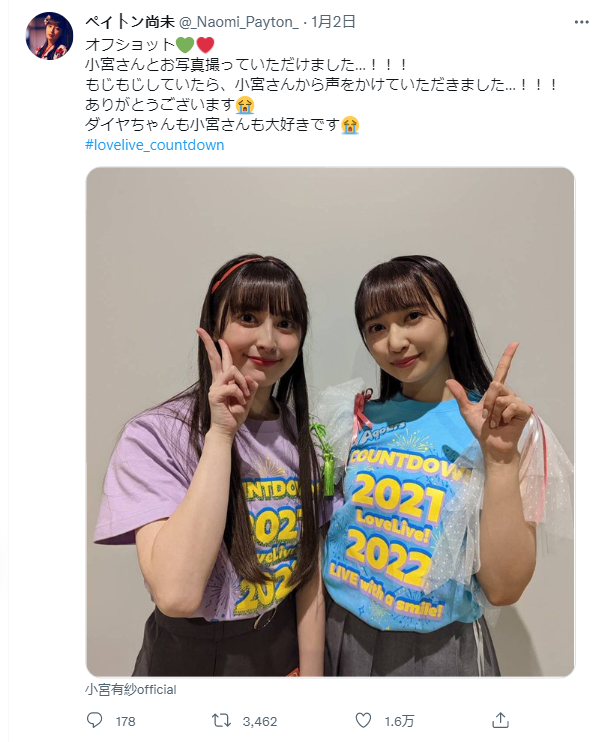 ペイトン尚未 @_Naomi_Payton_ · 1月2日
オフショット💚❤️
小宮さんとお写真撮っていただけました...！！！
もじもじしていたら、小宮さんから声をかけていただきました...！！！
ありがとうございます😭
ダイヤちゃんも小宮さんも大好きです😭
#lovelive_countdown
COUNTDOWN
2021
LoveLive!
2022
Aqours
COUNTDOWN
2021
LoveLive!
2022
LIVE with a smile!
小宮有紗official
178 3,462 1.6万